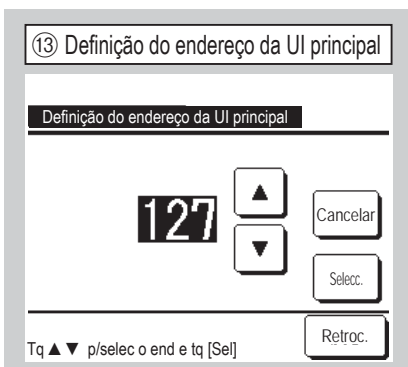 ⑬ Definição do endereço da UI principal
Definição do endereço da UI principal
127
▲
▼
Cancelar
Selecc.
Retroc.
Tq ▲ ▼ p/selec o end e tq [Sel]